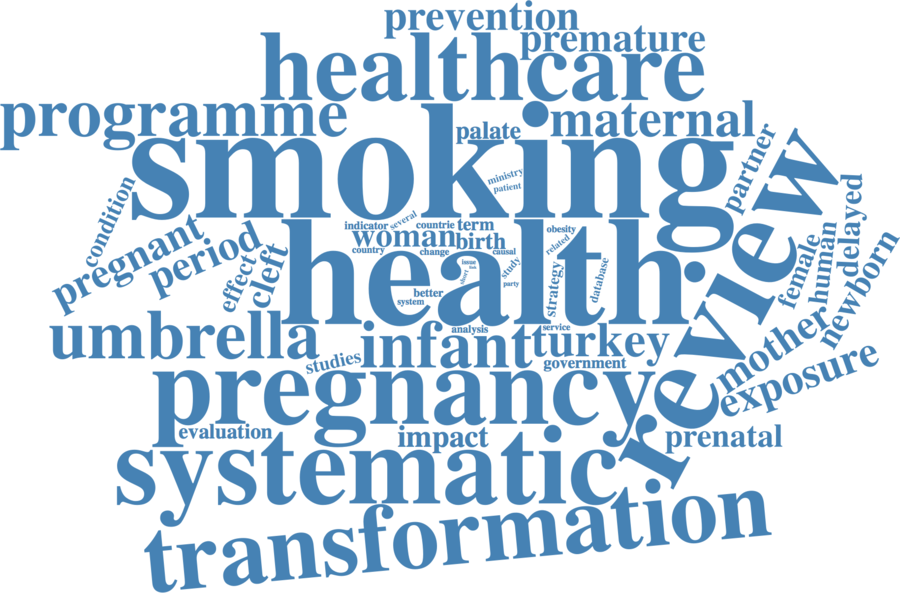 prevention
premature
healthcare
programme
maternal
palate
smoking
partner
condition
ministry
patient
review
delayed
pregnant
period
indicator
several
countrie
term
obesity
woman
birth
related
country
change
causal
health
effect
cleft
issue
study
short
party
strategy
database
female
human
newborn
better
system
umbrella
analysis
service
infant
turkey
mother
studies
government
exposure
pregnancy
evaluation
impact
prenatal
systematic
transformation